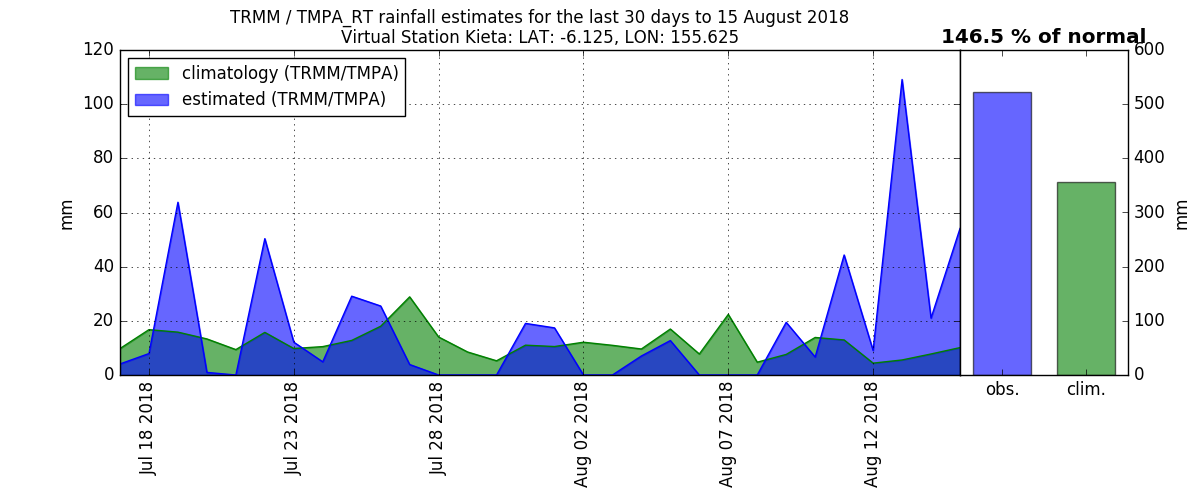 TRMM / TMPA_RT rainfall estimates for the last 30 days to 15 August 2018
Virtual Station Kieta: LAT: -6.125, LON: 155.625
146.5 % of normal
climatology (TRMM/TMPA)
estimated (TRMM/TMPA)
120
100
80
60
40
20
0
mm
600
500
400
300
200
100
0
mm
Jul 18 2018
Jul 23 2018
Jul 28 2018
Aug 02 2018
Aug 07 2018
Aug 12 2018
obs.
clim.